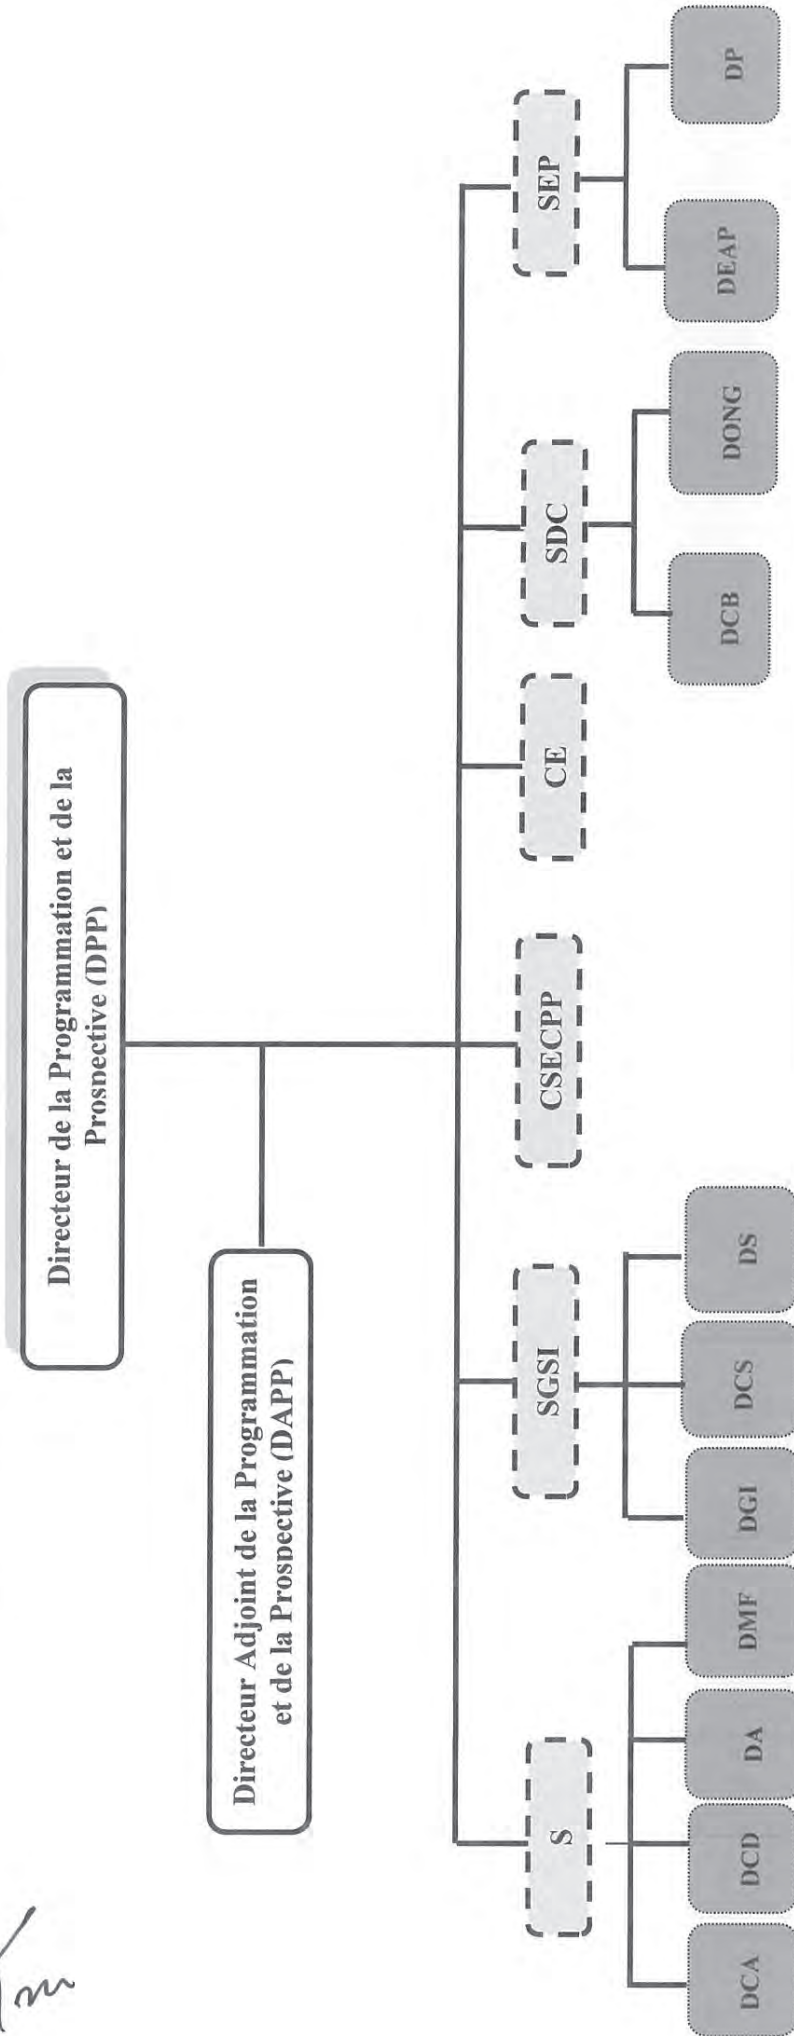 Directeur de la Programmation et de la
Prospective (DPP)
Directeur Adjoint de la Programmation
et de la Prospective (DAPP)
S
SGSI
CSECPP
CE
SDC
SEP
DCA
DCD
DA
DMF
DGI
DCS
DS
DCB
DONG
DEAP
DP